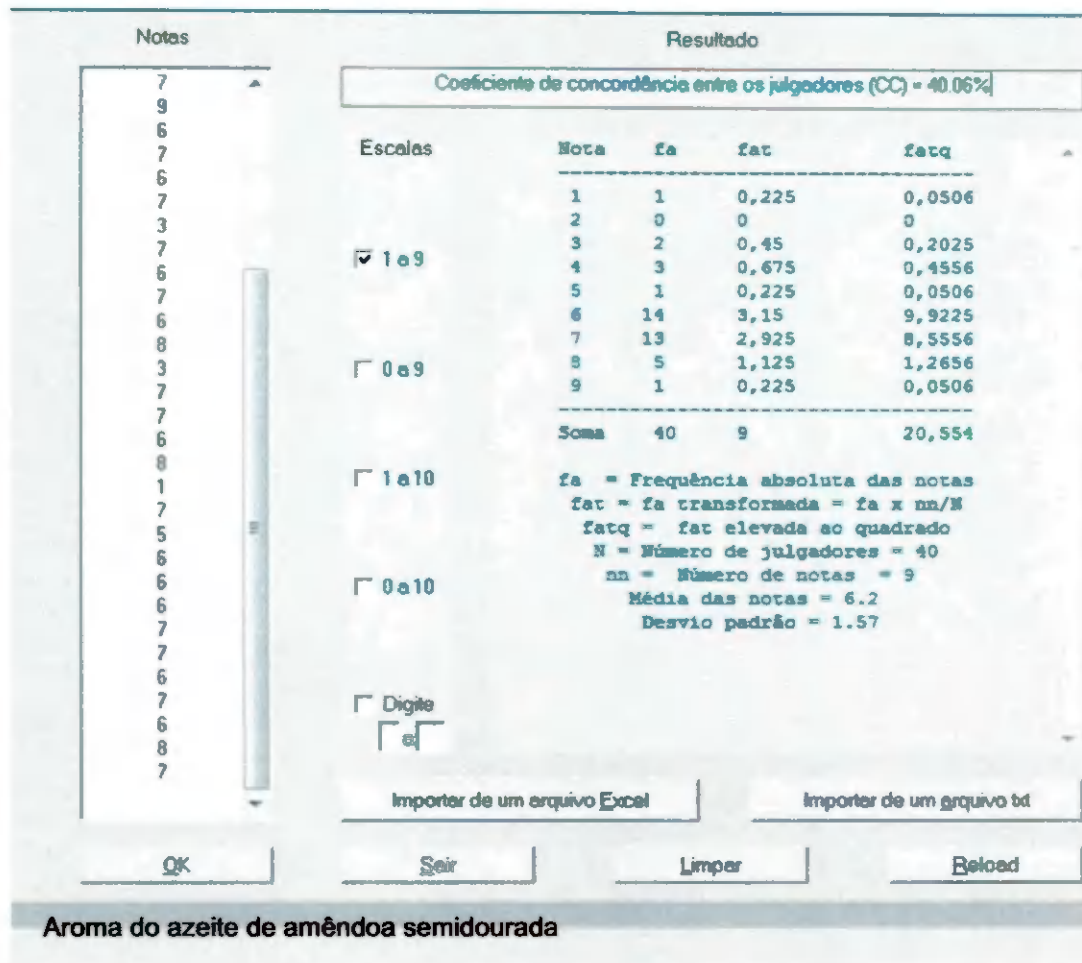 Notas
7
9
6
7
6
7
3
7
6
7
6
8
3
7
7
6
8
1
7
5
6
6
6
7
7
6
7
6
8
7
OK
Resultado
Coeficiente de concordância entre os julgadores (CC) = 40.06%
Escalas
1 a 9
0 a 9
1 a 10
0 a 10
Digite
a
Nota fa fat fatq
1 1 0,225 0,0506
2 0 0 0
3 2 0,45 0,2025
4 3 0,675 0,4556
5 1 0,225 0,0506
6 14 3,15 9,9225
7 13 2,925 8,5556
8 5 1,125 1,2656
9 1 0,225 0,0506
Soma 40 9 20,554
fa = Frequência absoluta das notas
fat = fa transformada = fa x nn/N
fatq = fat elevada ao quadrado
N = Número de julgadores = 40
nn = Número de notas = 9
Média das notas = 6.2
Desvio padrão = 1.57
Importar de um arquivo Excel
Importar de um arquivo txt
Sair
Limpar
Reload
Aroma do azeite de amêndoa semidourada